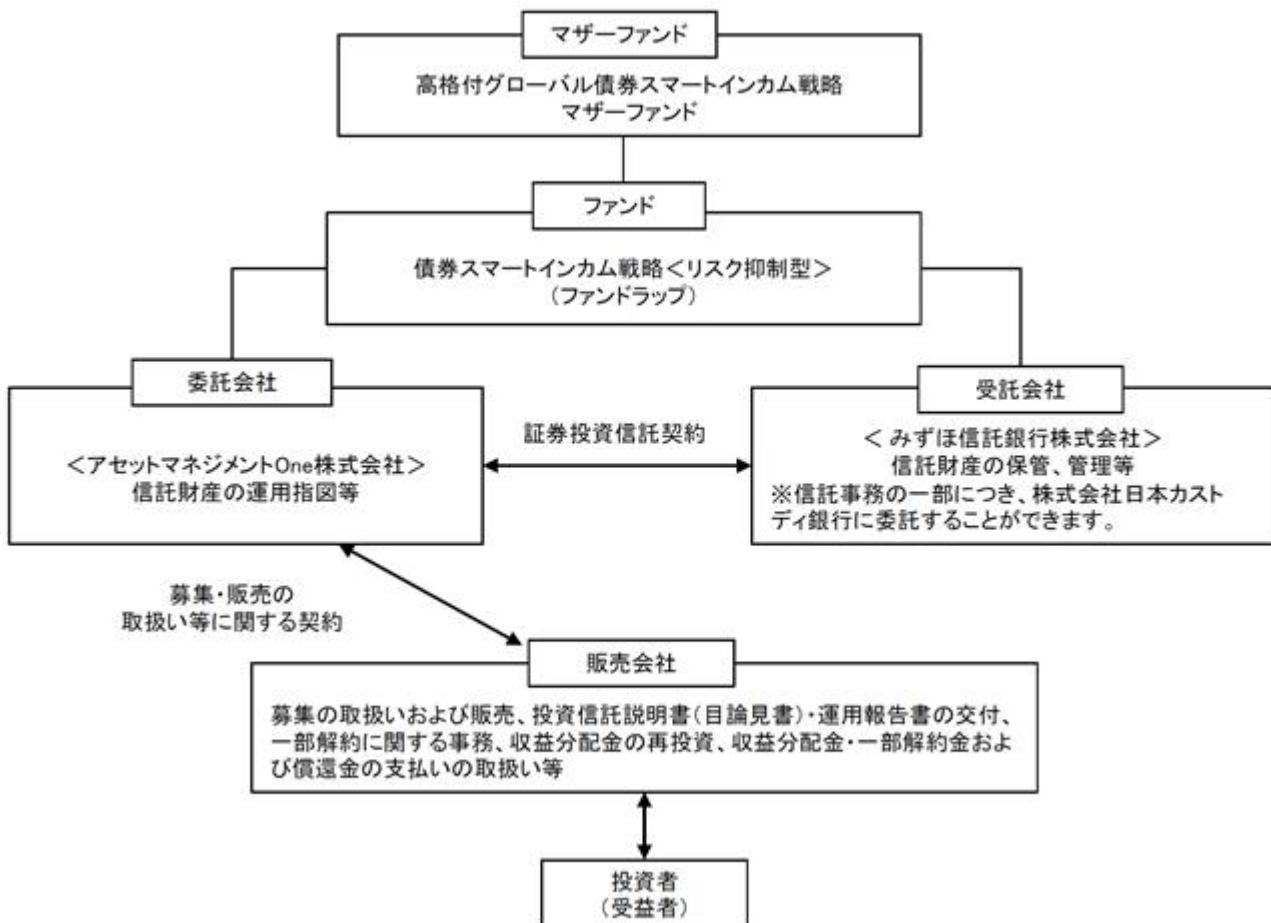 マザーファンド
高格付グローバル債券スマートインカム戦略
マザーファンド
ファンド
債券スマートインカム戦略<リスク抑制型>
(ファンドラップ)
委託会社
<アセットマネジメントOne株式会社>
信託財産の運用指図等
証券投資信託契約
受託会社
< みずほ信託銀行株式会社>
信託財産の保管、管理等
※信託事務の一部につき、株式会社日本カスト
ディ銀行に委託することができます。
募集・販売の
取扱い等に関する契約
販売会社
募集の取扱いおよび販売、投資信託説明書(目論見書)・運用報告書の交付、
一部解約に関する事務、収益分配金の再投資、収益分配金・一部解約金およ
び償還金の支払いの取扱い等
投資者
(受益者)